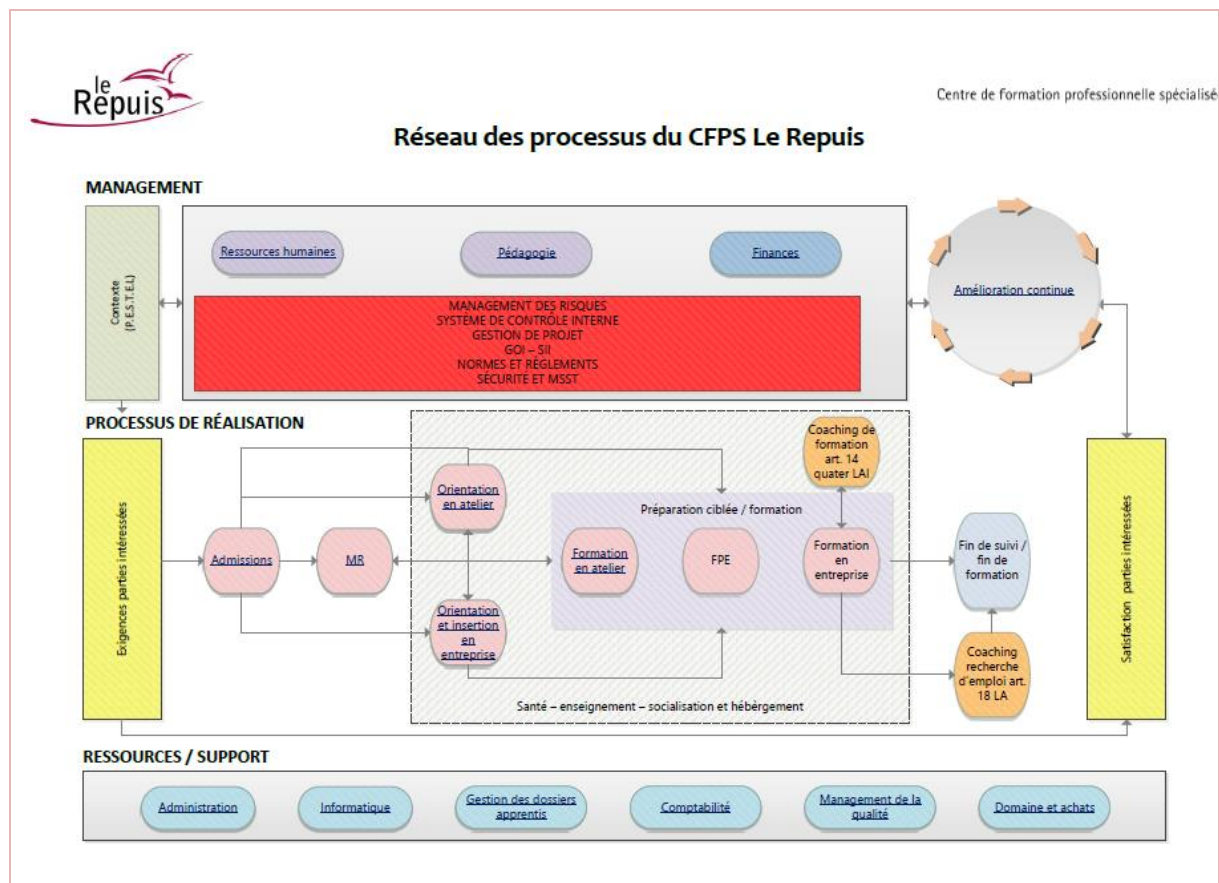 le
Repuis
Centre de formation professionnelle spécialisé
Réseau des processus du CFPS Le Repuis
MANAGEMENT
Contexte
(P.E.S.T.E.L)
Ressources humaines
Pédagogie
Finances
MANAGEMENT DES RISQUES
SYSTÈME DE CONTRÔLE INTERNE
GESTION DE PROJET
GOI – SII
NORMES ET RÈGLEMENTS
SÉCURITÉ ET MSST
Amélioration continue
PROCESSUS DE RÉALISATION
Exigences parties intéressées
Admissions
MR
Orientation
en atelier
Orientation
et insertion
en
entreprise
Coaching de
formation
art. 14
quater LAI
Préparation ciblée / formation
Formation
en atelier
FPE
Formation
en
entreprise
Santé – enseignement – socialisation et hébergement
Fin de suivi /
fin de
formation
Coaching
recherche
d'emploi art.
18 LA
Satisfaction parties intéressées
RESSOURCES / SUPPORT
Administration
Informatique
Gestion des dossiers
apprentis
Comptabilité
Management de la
qualité
Domaine et achats